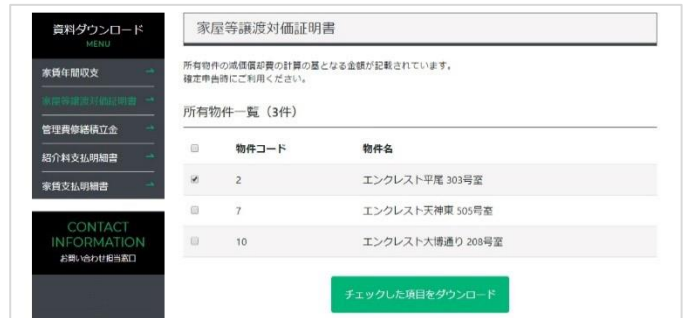 資料ダウンロード
MENU
家賃年間収支
家屋等譲渡対価証明書
管理費修繕積立金
紹介料支払明細書
家賃支払明細書
CONTACT
INFORMATION
お問い合わせ担当窓口
家屋等譲渡対価証明書
所有物件の減価償却費の計算の基となる金額が記載されています。
確定申告時にご利用ください。
所有物件一覧（3件）
物件コード 物件名
2 エンクレスト平尾 303号室
7 エンクレスト天神東 505号室
10 エンクレスト大博通り 208号室
チェックした項目をダウンロード